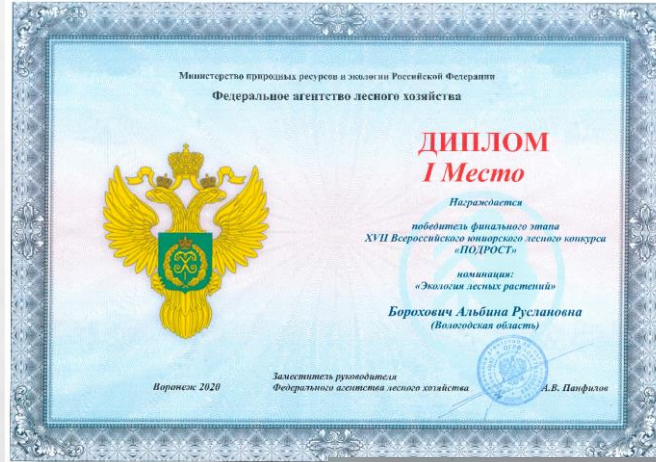 Министерство природных ресурсов и экологии Российской Федерации
Федеральное агентство лесного хозяйства
ДИПЛОМ
I Место
Награждается
победитель финального этапа
XVII Всероссийского юниорского лесного конкурса
«ПОДРОСТ»
номинация:
«Экология лесных растений»
Борохович Альбина Руслановна
(Вологодская область)
Заместитель руководителя
Воронеж 2020 Федерального агентства лесного хозяйства А.В. Панфилов